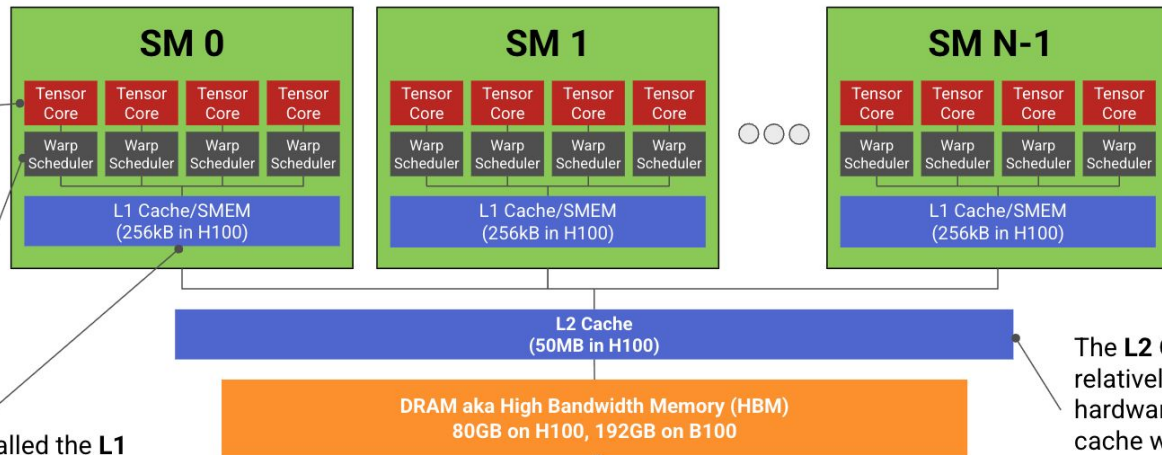 SM 0
Tensor Core
Tensor Core
Tensor Core
Tensor Core
Warp Scheduler
Warp Scheduler
Warp Scheduler
Warp Scheduler
L1 Cache/SMEM
(256kB in H100)
SM 1
Tensor Core
Tensor Core
Tensor Core
Tensor Core
Warp Scheduler
Warp Scheduler
Warp Scheduler
Warp Scheduler
L1 Cache/SMEM
(256kB in H100)
SM N-1
Tensor Core
Tensor Core
Tensor Core
Tensor Core
Warp Scheduler
Warp Scheduler
Warp Scheduler
Warp Scheduler
L1 Cache/SMEM
(256kB in H100)
L2 Cache
(50MB in H100)
DRAM aka High Bandwidth Memory (HBM)
80GB on H100, 192GB on B100
alled the L1
The L2
relativel
hardwar
cache w